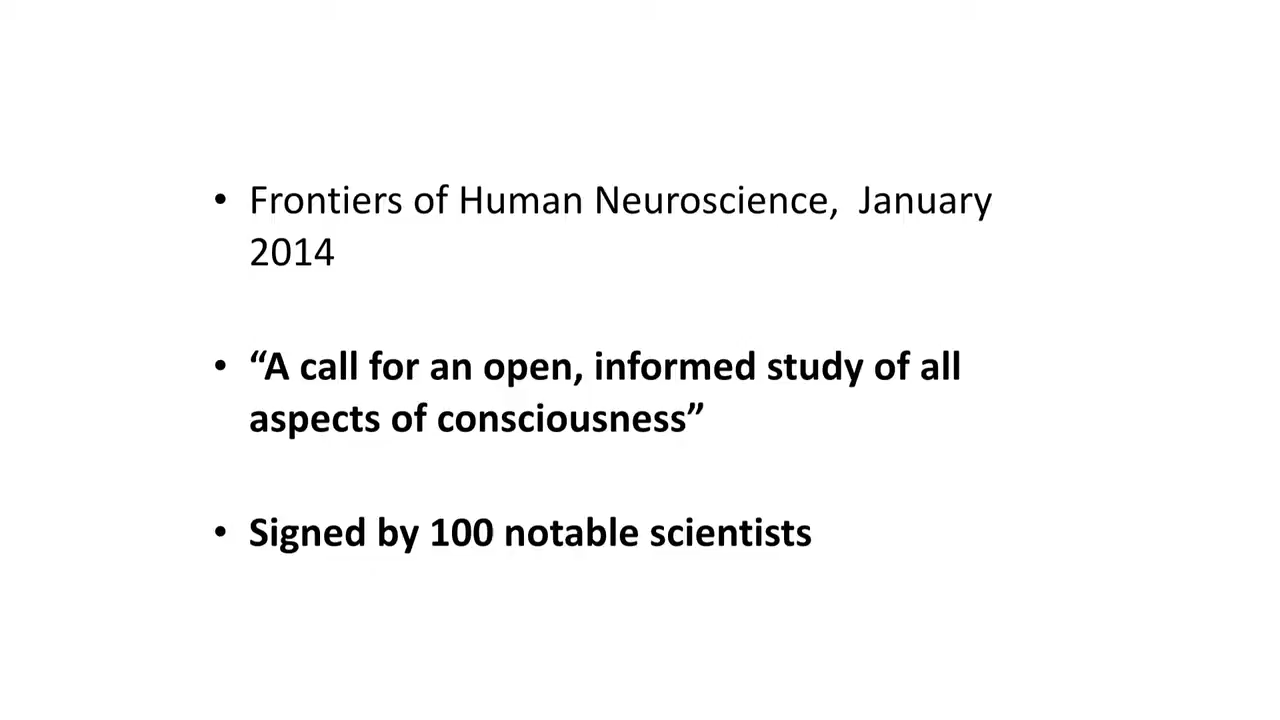 • Frontiers of Human Neuroscience,  January
2014
• “A call for an open, informed study of all
aspects of consciousness”
• Signed by 100 notable scientists